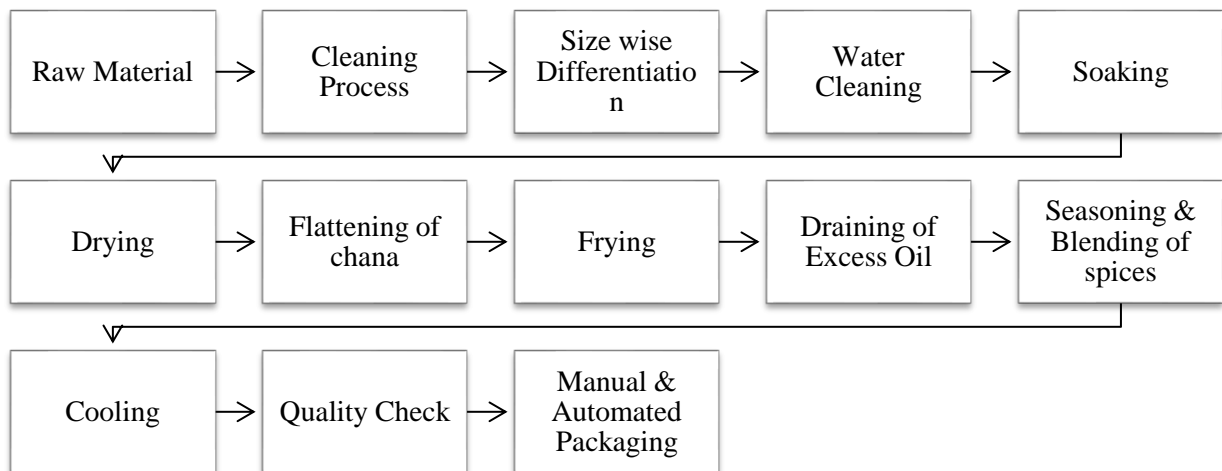 Raw Material
Cleaning
Process
Size wise
Differentiatio
n
Water
Cleaning
Soaking
Drying
Flattening of
chana
Frying
Draining of
Excess Oil
Seasoning &
Blending of
spices
Cooling
Quality Check
Manual &
Automated
Packaging